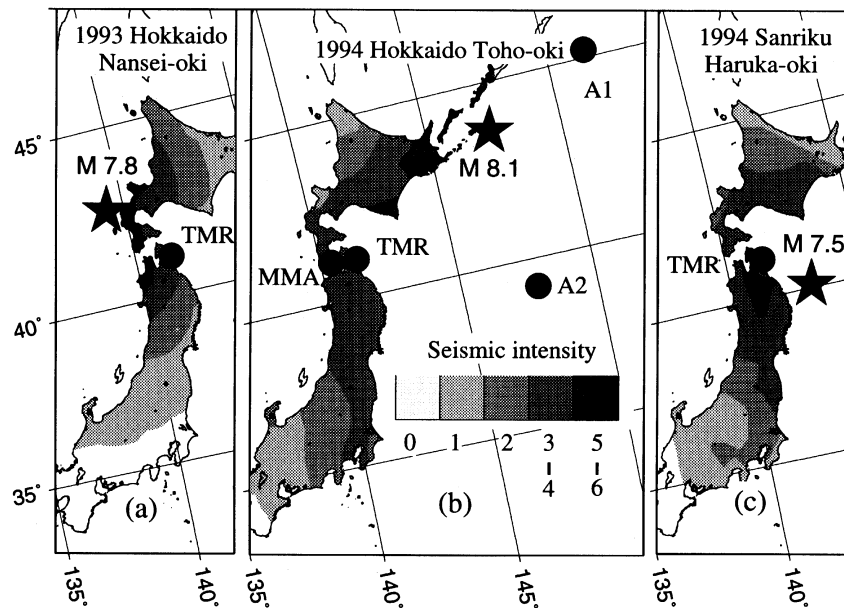 1993 Hokkaido
Nansei-oki
1994 Hokkaido Toho-oki
1994 Sanriku
Haruka-oki
A1
45°
M 7.8
M 8.1
TMR
TMR
MMA
A2
TMR
M 7.5
40°
Seismic intensity
0 1 2 3 5
4 6
35°
(a)
(b)
(c)
135° 140° 135° 140° 145° 135° 140°